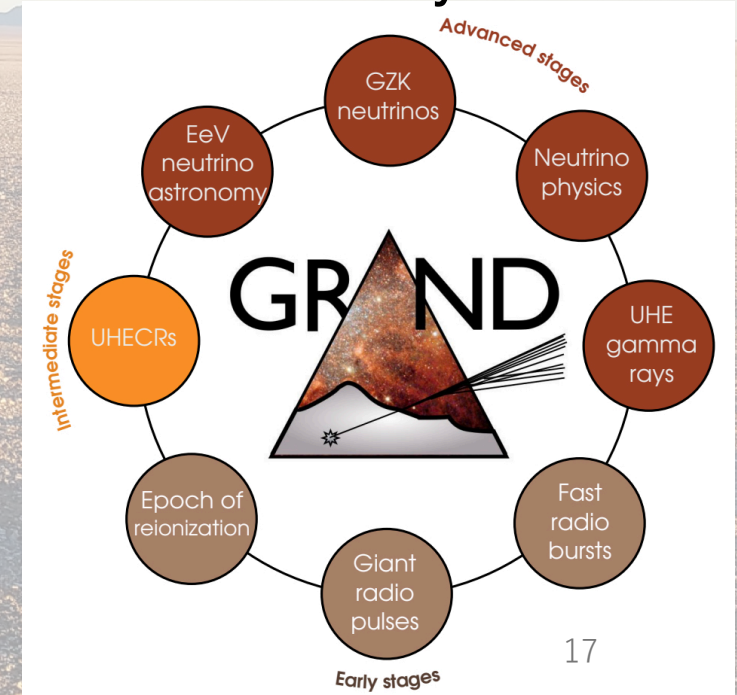 Advanced stages
GZK
neutrinos
EeV
neutrino
astronomy
Neutrino
physics
Intermediate stages
GRAND
UHECRs
UHE
gamma
rays
Epoch of
reionization
Fast
radio
bursts
Giant
radio
pulses
17
Early stages